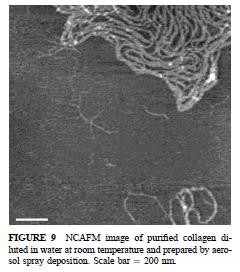 FIGURE 9 NCAFM image of purified collagen di-
luted in water at room temperature and prepared by aero-
sol spray deposition. Scale bar = 200 nm.